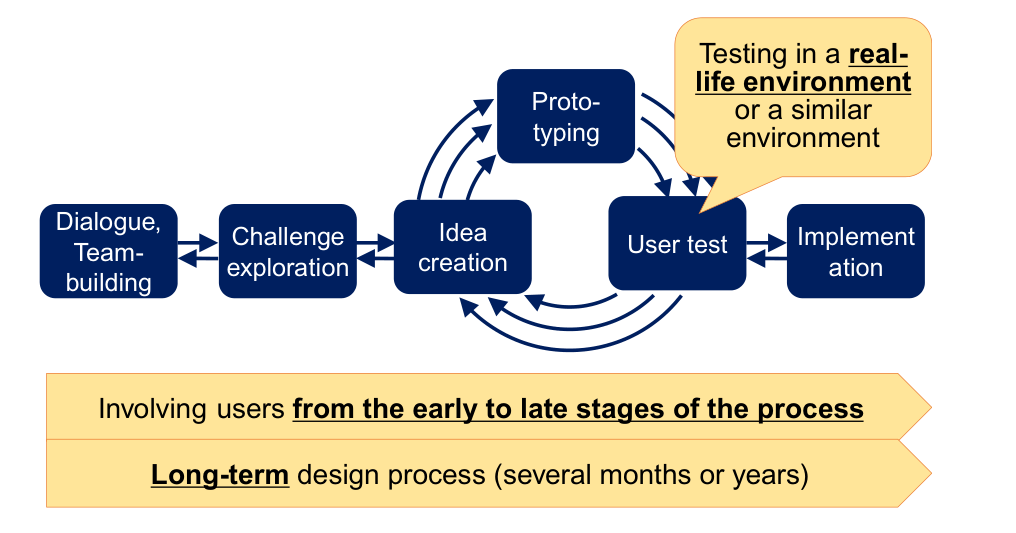 Testing in a real-
life environment
or a similar
environment
Proto-
typing
Dialogue,
Team-
building
Challenge
exploration
Idea
creation
User test
Implement
ation
Involving users from the early to late stages of the process
Long-term design process (several months or years)